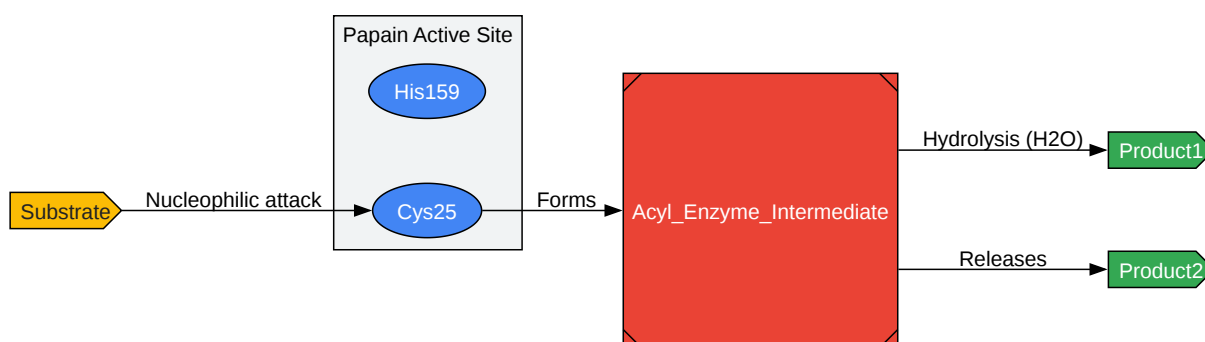 Papain Active Site
His159
Substrate
Nucleophilic attack
Cys25
Forms
Acyl_Enzyme_Intermediate
Hydrolysis (H2O)
Product1
Releases
Product2